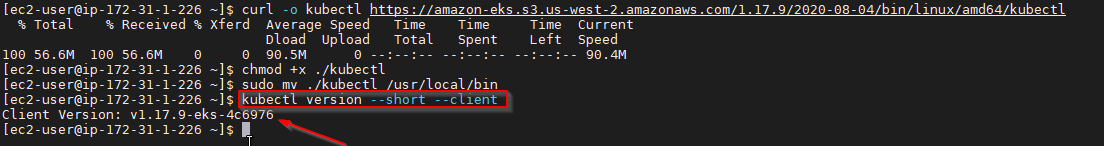 [ec2-user@ip-172-31-1-226 ~]$ curl -o kubectl https://amazon-eks.s3.us-west-2.amazonaws.com/1.17.9/2020-08-04/bin/linux/amd64/kubectl
  % Total    % Received % Xferd  Average Speed   Time    Time     Time  Current
                                 Dload  Upload   Total   Spent    Left  Speed
100 56.6M  100 56.6M    0     0  90.5M      0 --:--:-- --:--:-- --:--:-- 90.4M
[ec2-user@ip-172-31-1-226 ~]$ chmod +x ./kubectl
[ec2-user@ip-172-31-1-226 ~]$ sudo mv ./kubectl /usr/local/bin
[ec2-user@ip-172-31-1-226 ~]$ kubectl version --short --client
Client Version: v1.17.9-eks-4c6976
[ec2-user@ip-172-31-1-226 ~]$